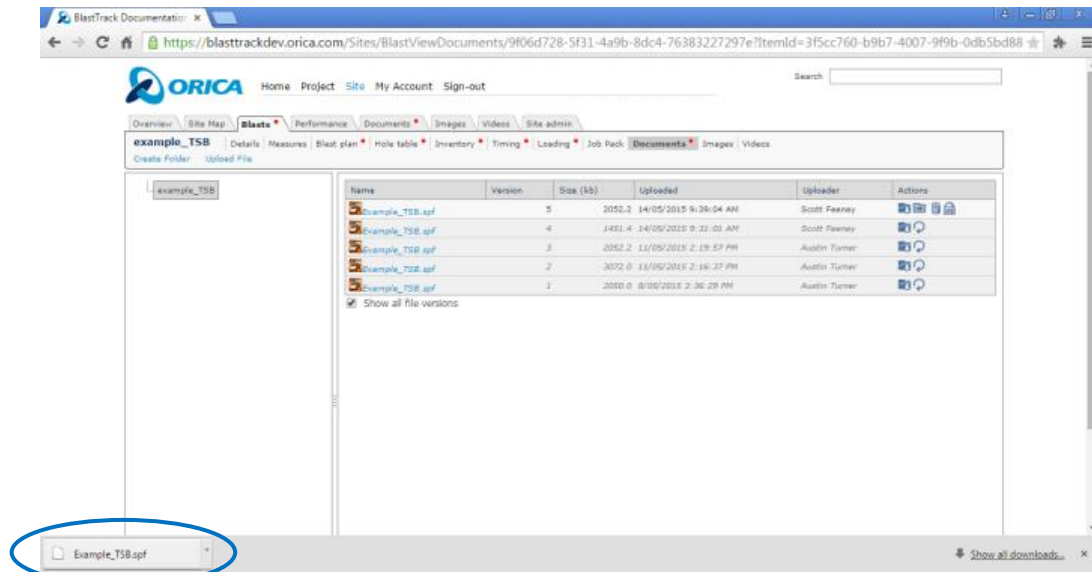 BlastTrack Documentation
https://blasttrackdev.orica.com/Sites/BlastViewDocuments/9f06d728-5f31-4a9b-8dc4-76383227297e?ItemId=3f5cc760-b9b7-4007-9f9b-0db5bd88
ORICA Home Project Site My Account Sign-out Search
Overview Site Map Blasts Performance Documents Images Videos Site admin
example_TSB Details Measures Blast plan Hole table Inventory Timing Loading Job Pack Documents Images Videos
Create Folder Upload File
example_TSB
Name Version Size (kb) Uploaded Uploader Actions
Example_TSB.spf 5 2052.2 14/05/2015 9:39:04 AM Scott Feeney
Example_TSB.spf 4 1481.4 14/05/2015 9:31:01 AM Scott Feeney
Example_TSB.spf 3 2052.2 11/05/2015 2:19:57 PM Austin Turner
Example_TSB.spf 2 3072.0 11/05/2015 2:16:37 PM Austin Turner
Example_TSB.spf 1 2050.0 8/05/2015 3:36:29 PM Austin Turner
Show all file versions
Example_TSB.spf Show all downloads...